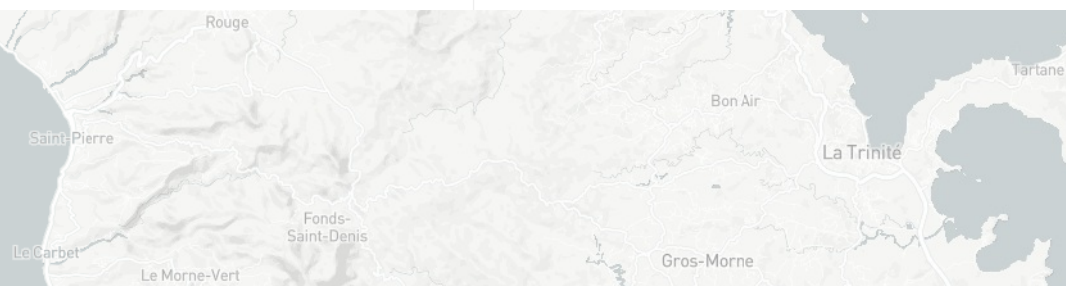 Rouge
Tartane
Bon Air
Saint-Pierre
La Trinité
Fonds-
Saint-Denis
Le Carbet
Gros-Morne
Le Morne-Vert